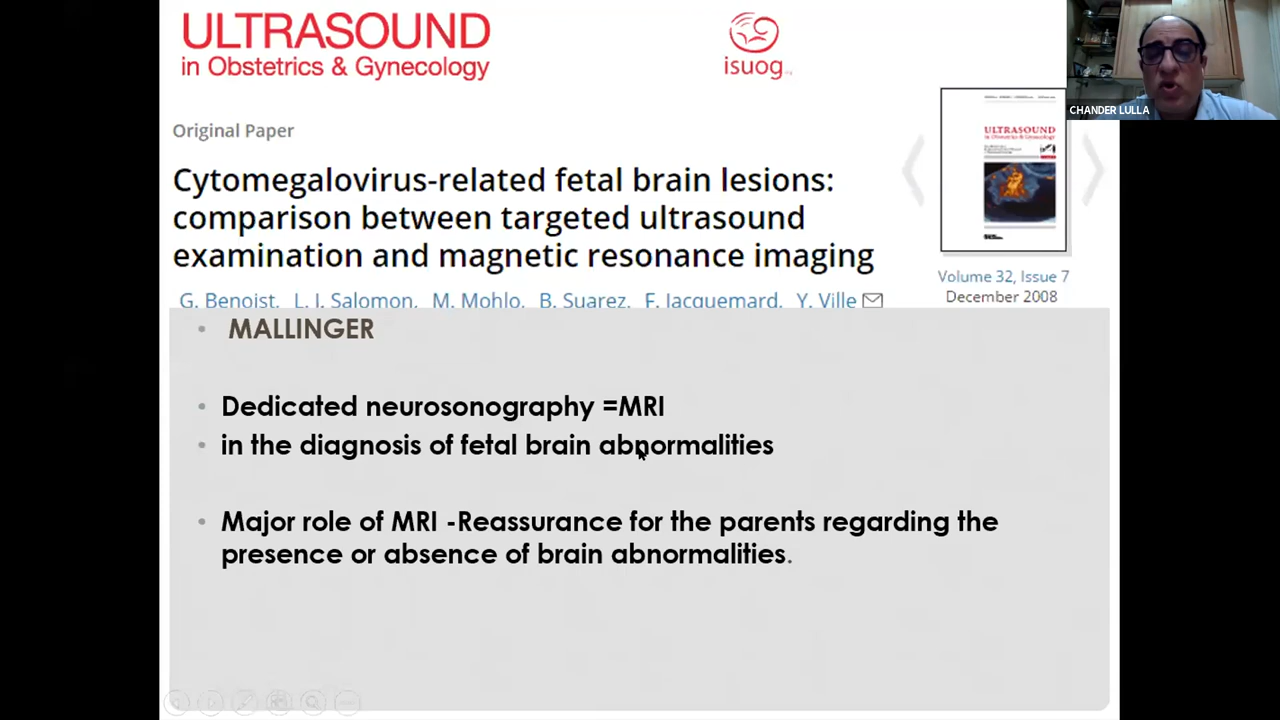 ULTRASOUND
in Obstetrics & Gynecology
isuog.org
CHANDER LULLA
Original Paper
Cytomegalovirus-related fetal brain lesions:
comparison between targeted ultrasound
examination and magnetic resonance imaging
G. Benoist, L. J. Salomon, M. Mohlo, B. Suarez, F. Jacquemard, Y. Ville
ULTRASOUND
in Obstetrics & Gynecology
Volume 32, Issue 7
December 2008
• MALLINGER
• Dedicated neurosonography =MRI
• in the diagnosis of fetal brain abnormalities
• Major role of MRI -Reassurance for the parents regarding the
presence or absence of brain abnormalities.